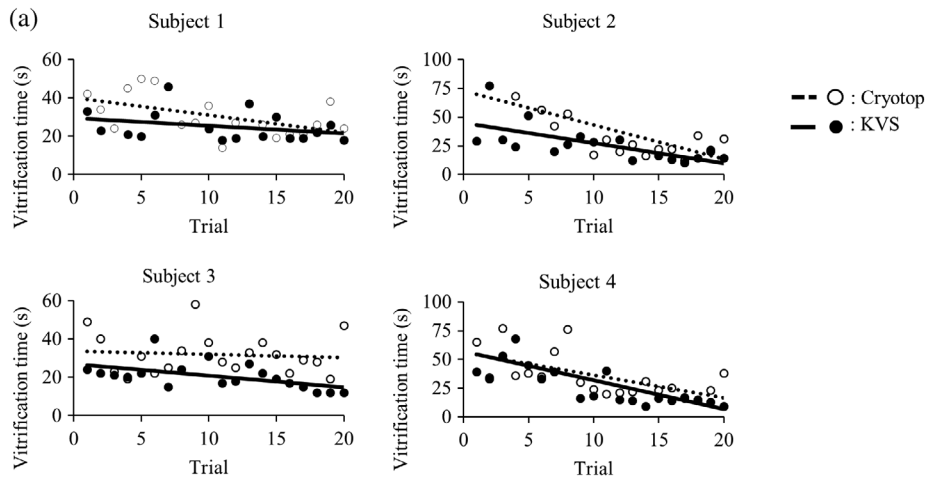 (a)
Subject 1
Vitrification time (s)
60
40
20
0
0 5 10 15 20
Trial
Subject 2
Vitrification time (s)
100
75
50
25
0
0 5 10 15 20
Trial
: Cryotop
: KVS
Subject 3
Vitrification time (s)
60
40
20
0
0 5 10 15 20
Trial
Subject 4
Vitrification time (s)
100
75
50
25
0
0 5 10 15 20
Trial